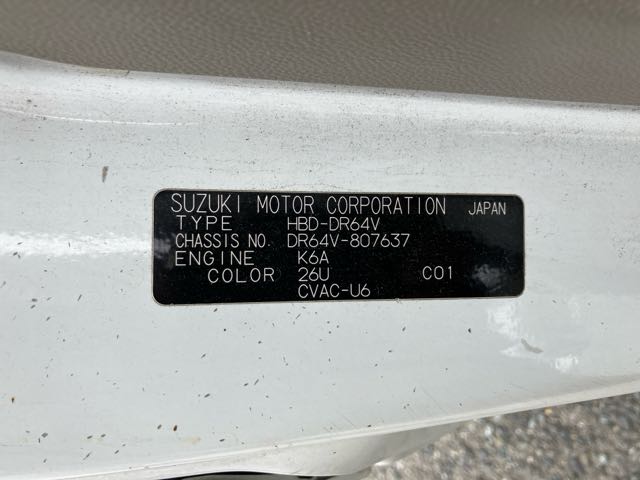 SUZUKI MOTOR CORPORATION JAPAN
TYPE HBD-DR64V
CHASSIS NO. DR64V-807637
ENGINE K6A
COLOR 26U C01
CVAC-U6